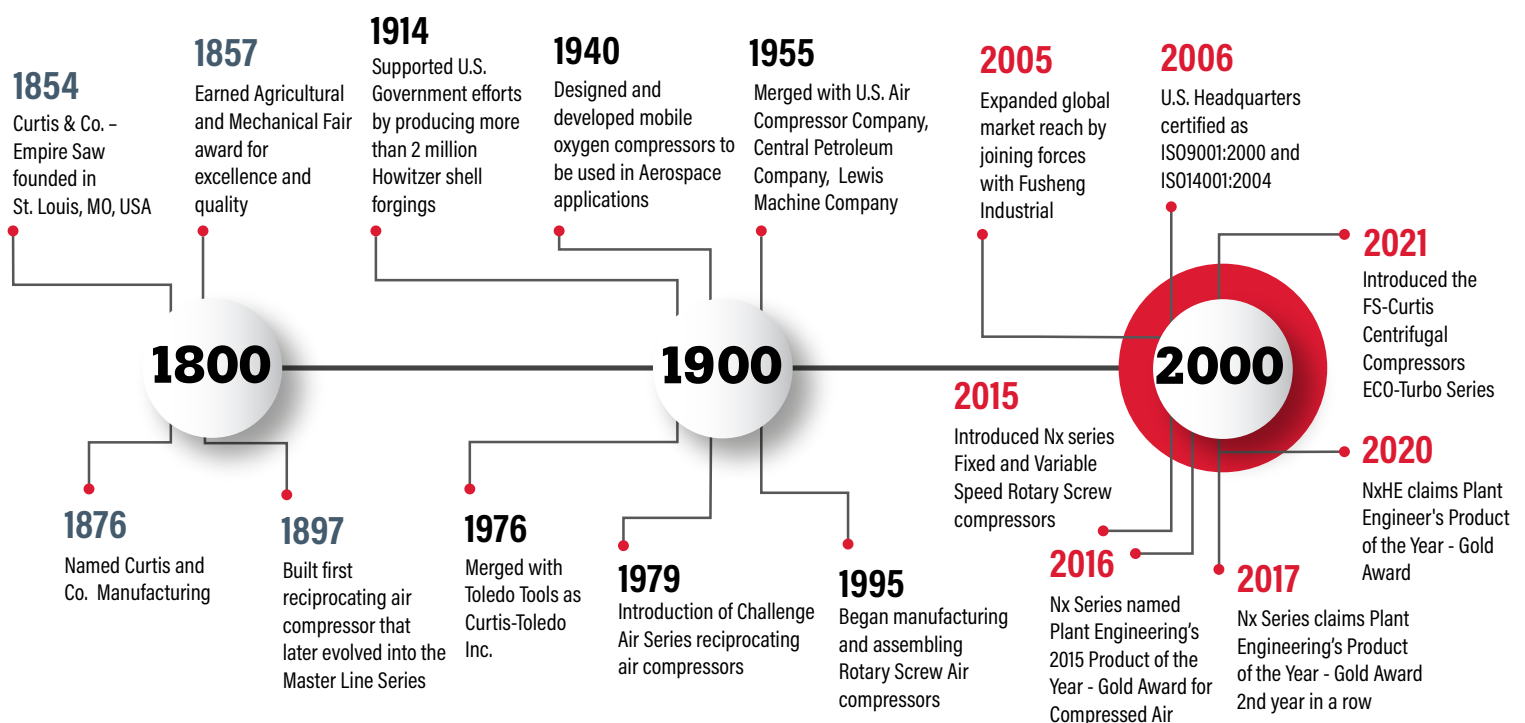 1854
Curtis & Co. –
Empire Saw
founded in
St. Louis, MO, USA
1857
Earned Agricultural
and Mechanical Fair
award for
excellence and
quality
1914
Supported U.S.
Government efforts
by producing more
than 2 million
Howitzer shell
forgings
1940
Designed and
developed mobile
oxygen compressors to
be used in Aerospace
applications
1955
Merged with U.S. Air
Compressor Company,
Central Petroleum
Company, Lewis
Machine Company
2005
Expanded global
market reach by
joining forces
with Fusheng
Industrial
2006
U.S. Headquarters
certified as
ISO9001:2000 and
ISO14001:2004
2021
Introduced the
FS-Curtis
Centrifugal
Compressors
ECO-Turbo Series
1800
1900
2000
1876
Named Curtis and
Co. Manufacturing
1897
Built first
reciprocating air
compressor that
later evolved into the
Master Line Series
1976
Merged with
Toledo Tools as
Curtis-Toledo
Inc.
1979
Introduction of Challenge
Air Series reciprocating
air compressors
1995
Began manufacturing
and assembling
Rotary Screw Air
compressors
2015
Introduced Nx series
Fixed and Variable
Speed Rotary Screw
compressors
2016
Nx Series named
Plant Engineering’s
2015 Product of the
Year - Gold Award for
Compressed Air
2017
Nx Series claims Plant
Engineering’s Product
of the Year - Gold Award
2nd year in a row
2020
NxHE claims Plant
Engineer's Product
of the Year - Gold
Award